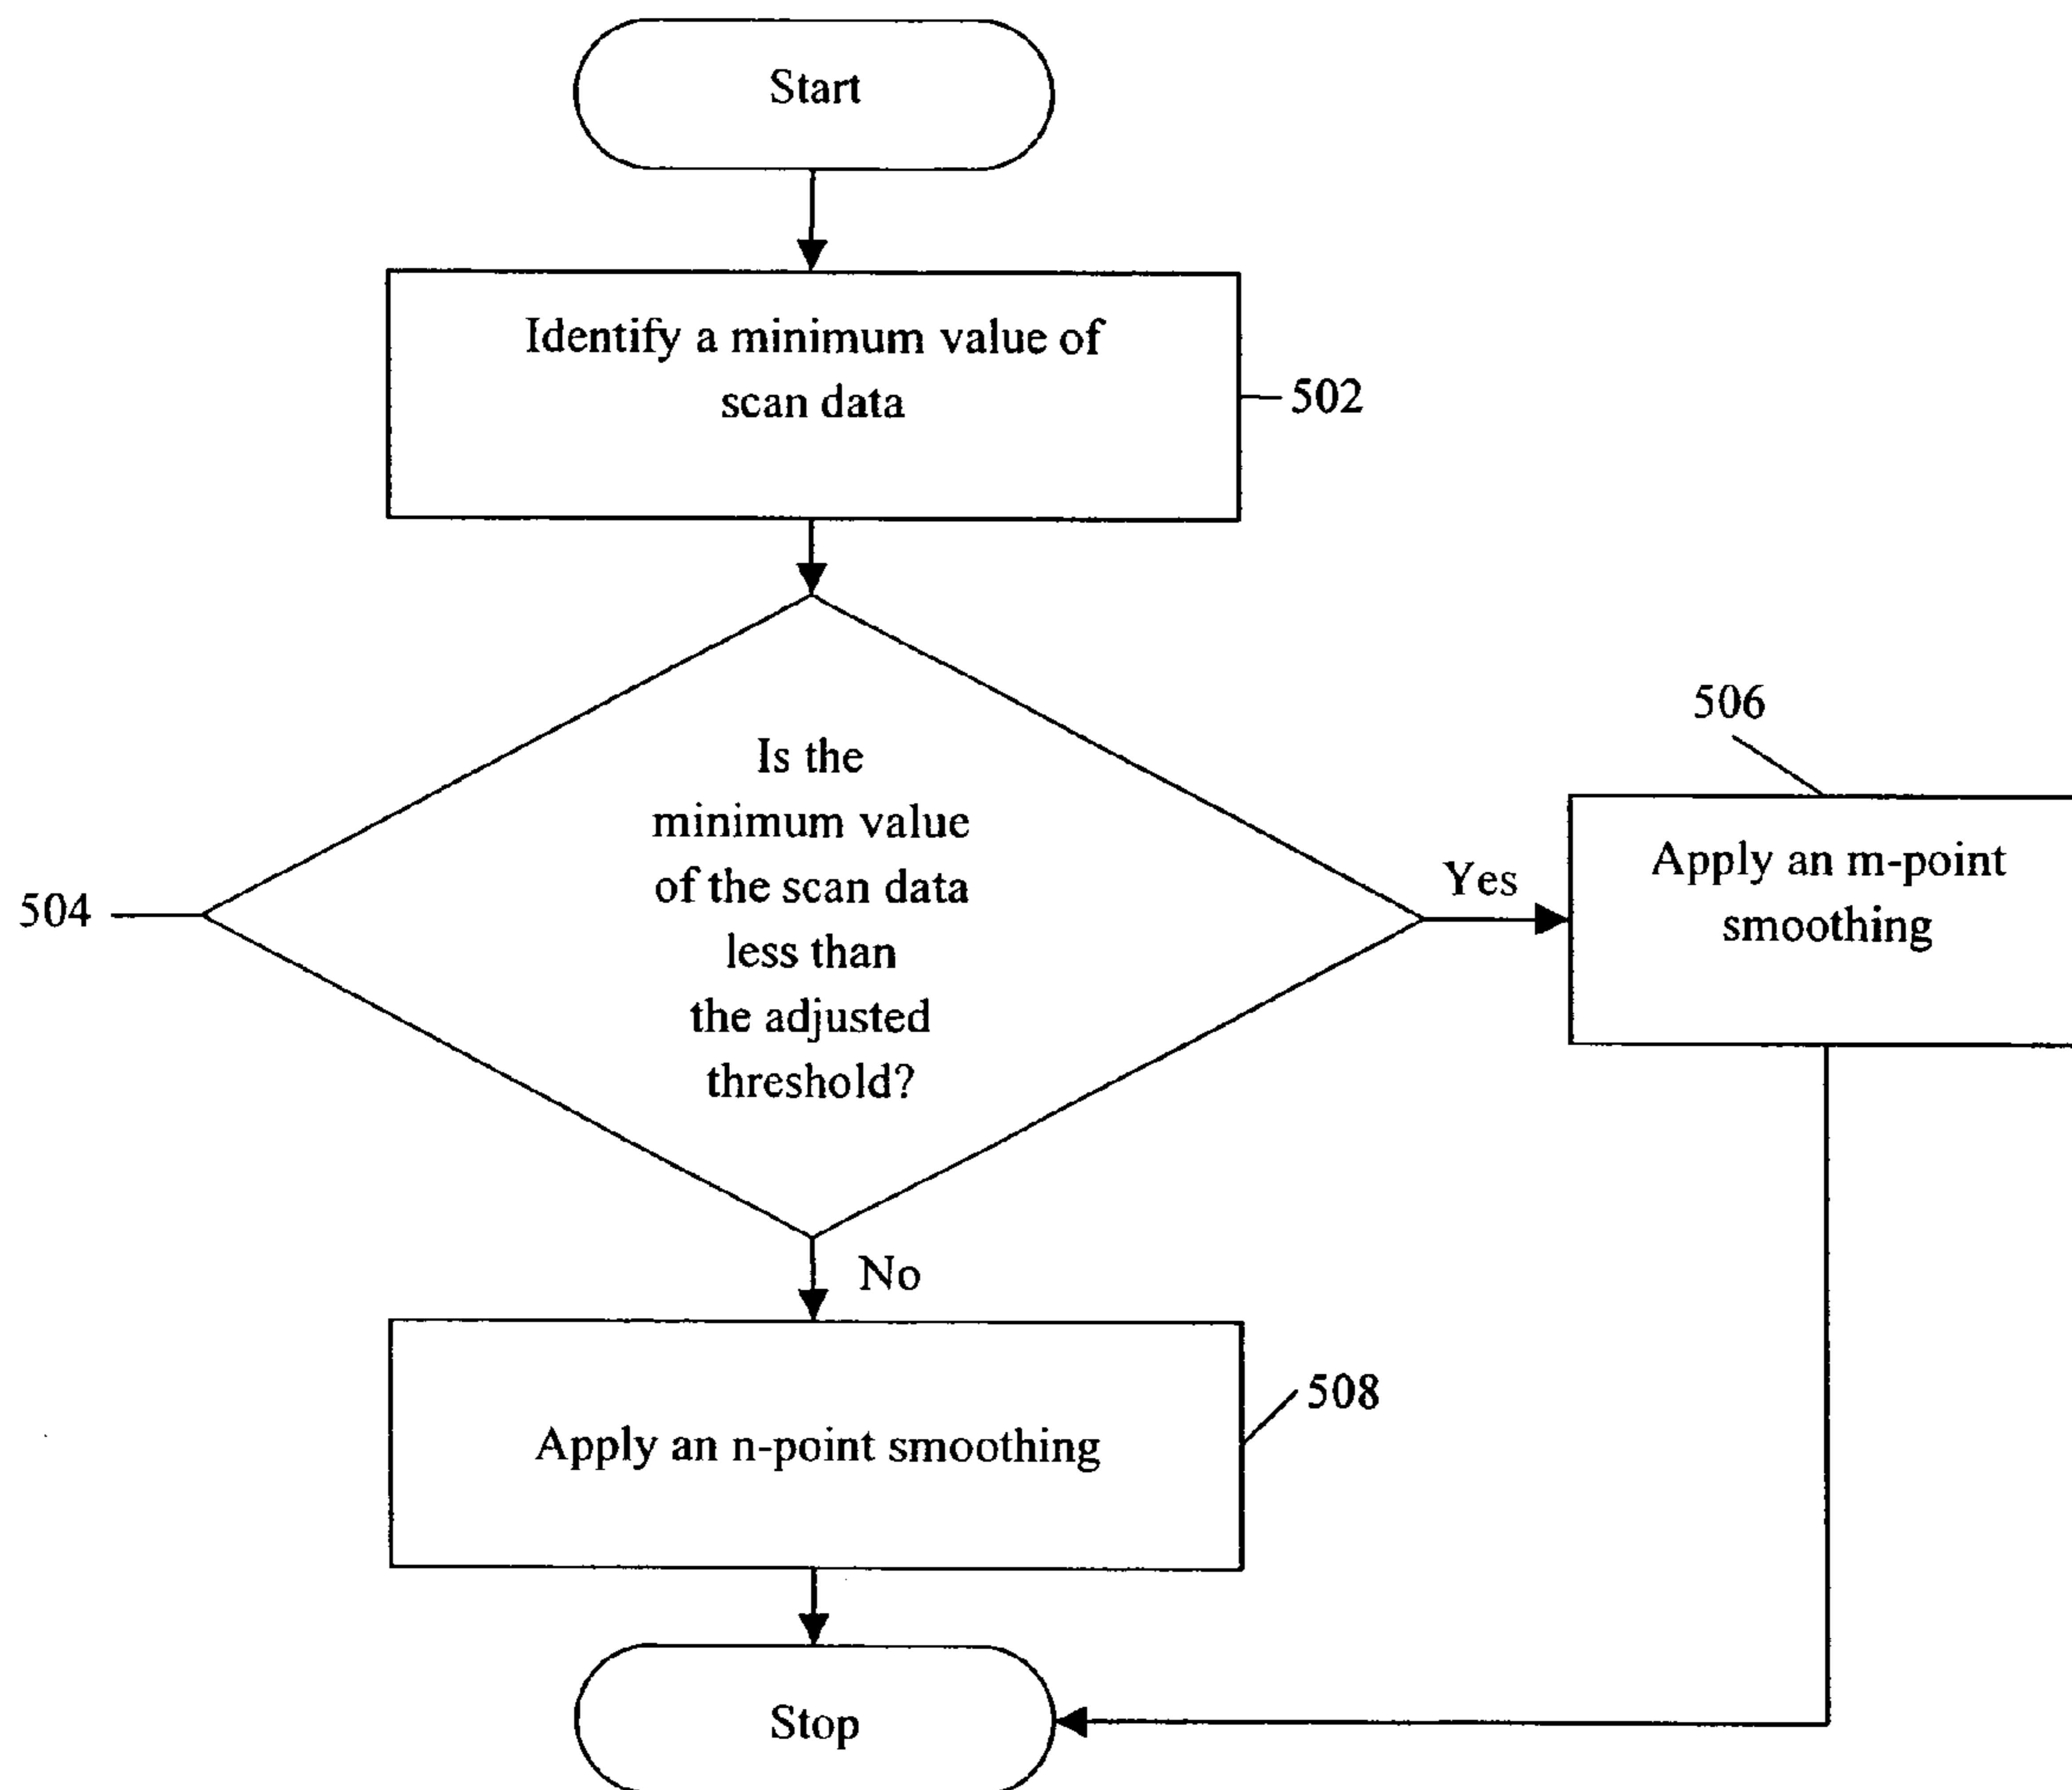 Start
Identify a minimum value of
scan data
502
Is the
minimum value
of the scan data
less than
the adjusted
threshold?
504
Yes
506
Apply an m-point
smoothing
No
Apply an n-point smoothing
508
Stop